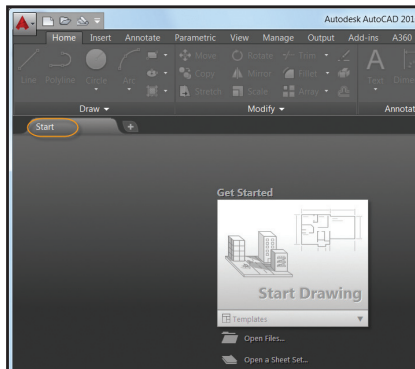 Autodesk AutoCAD 201
Home Insert Annotate Parametric View Manage Output Add-ins A360
Line Polyline Circle Arc
Move Rotate Trim
Copy Mirror Fillet
Stretch Scale Array
Text Dime
Draw Modify Annotat
Start
Get Started
Start Drawing
Templates
Open Files...
Open a Sheet Set...